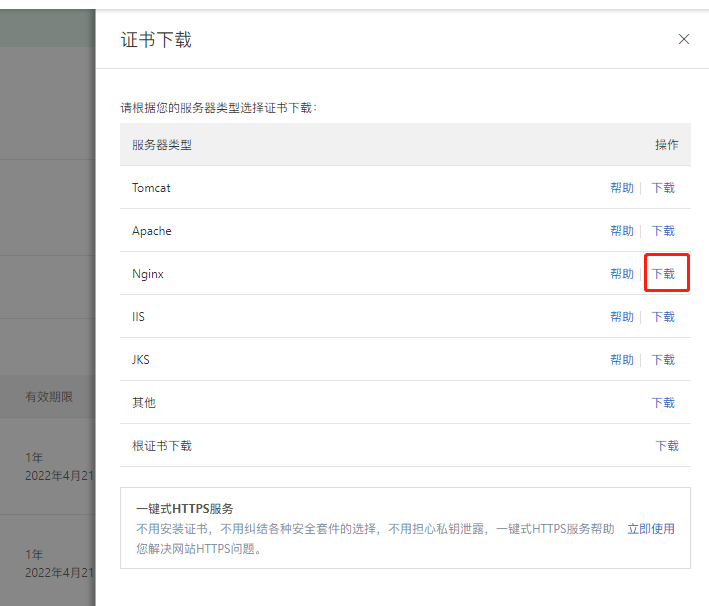 证书下载
请根据您的服务器类型选择证书下载：
服务器类型 操作
Tomcat 帮助 下载
Apache 帮助 下载
Nginx 帮助 下载
IIS 帮助 下载
JKS 帮助 下载
其他 下载
根证书下载 下载
有效期限
1年
2022年4月21
1年
2022年4月21
一键式HTTPS服务
不用安装证书，不用纠结各种安全套件的选择，不用担心私钥泄露，一键式HTTPS服务帮助 立即使用
您解决网站HTTPS问题。